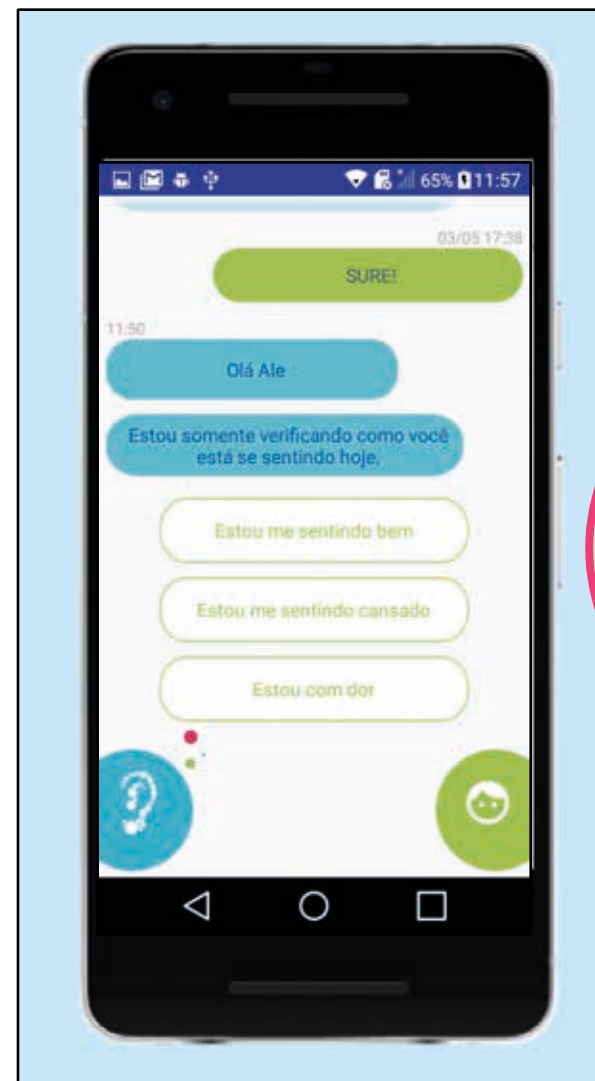 65% 11:57
03/05 17:38
SURE!
11:50
Olá Ale
Estou somente verificando como você
está se sentindo hoje.
Estou me sentindo bem
Estou me sentindo cansado
Estou com dor